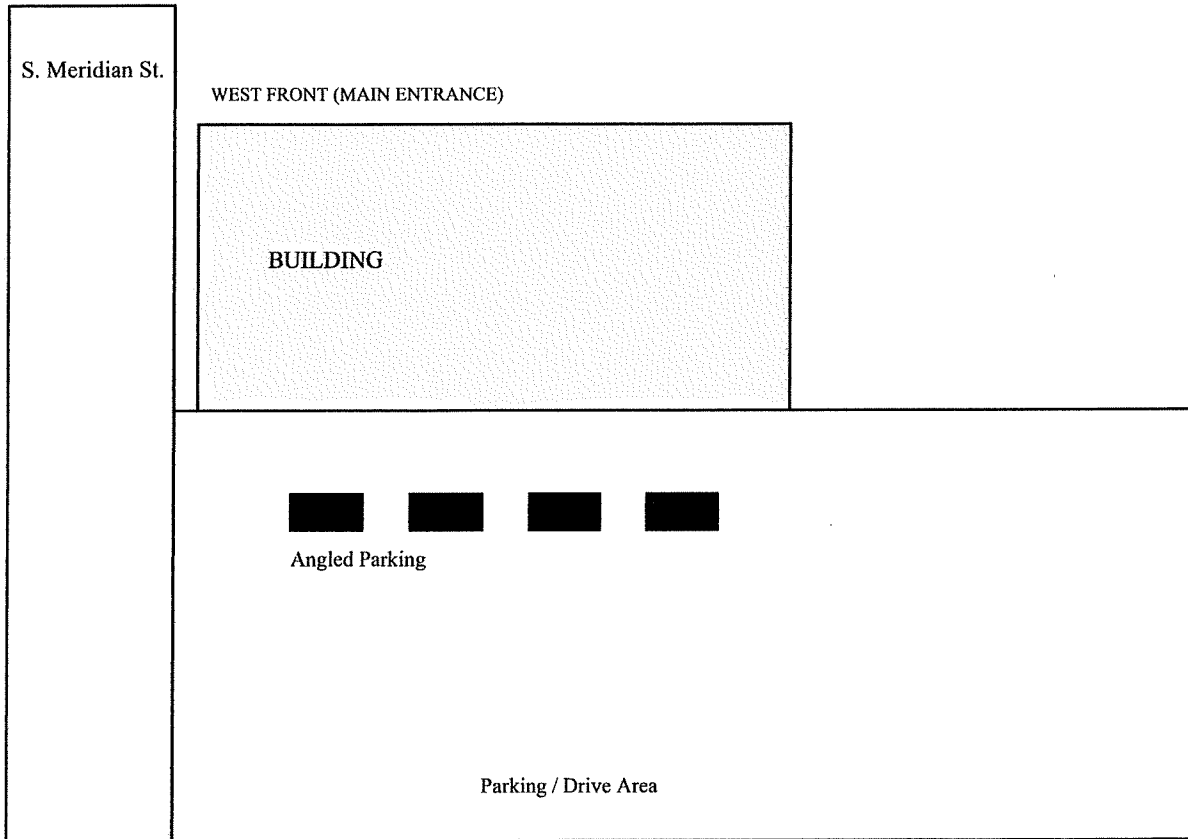 S. Meridian St.
WEST FRONT (MAIN ENTRANCE)
BUILDING
Angled Parking
Parking / Drive Area